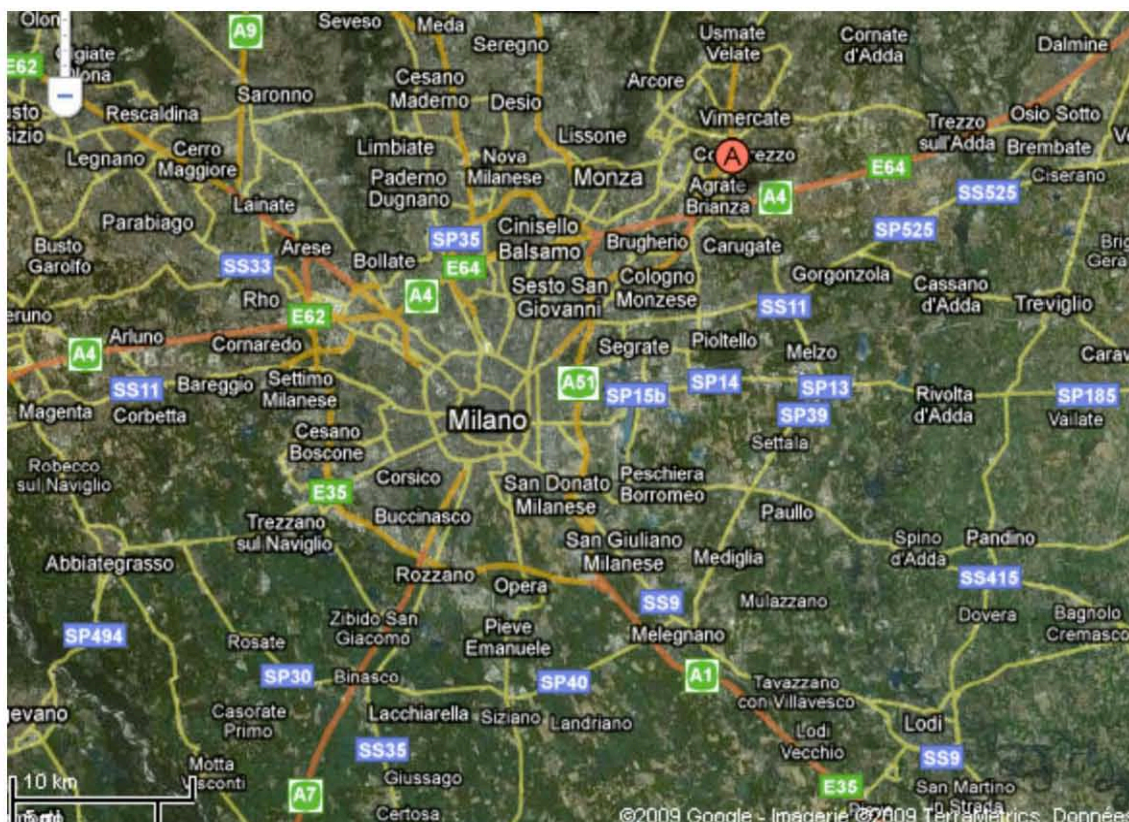 A9
Seveso
Meda
Seregno
Usmate
Velate
Cornate
d'Adda
Dalmine
E62
Saronno
Cesano
Maderno
Desio
Arcore
Rescaldina
Lissone
Vimercate
Trezzo
sull'Adda
Osio Sotto
Legnano
Cerro
Maggiore
Limbiate
Nova
Milanese
Monza
A
Brembate
Paderno
Dugnano
Agrate
Brianza
A4
E64
Ciserano
SS525
Lainate
Parabiago
Cinisello
Balsamo
SP35
Brugherio
Carugate
SP525
Busto
Garolfo
Arese
Bollate
SS33
E64
Cologno
Monzese
Gorgonzola
Cassano
d'Adda
Treviglio
Rho
A4
Sesto San
Giovanni
SS11
E62
Arluno
Cornaredo
Segrate
Pioltello
Melzo
A4
SS11
Bareggio
Settimo
Milanese
A51
SP15b
SP14
SP13
Rivolta
d'Adda
SP185
Magenta
Corbetta
Milano
SP39
Vailate
Cesano
Boscone
Settala
Robecco
sul Naviglio
Corsico
San Donato
Milanese
Peschiera
Borromeo
E35
Buccinasco
Paullo
Trezzano
sul Naviglio
San Giuliano
Milanese
Mediglia
Spino
d'Adda
Pandino
Abbiategrasso
Rozzano
Opera
SS415
SS9
Mulazzano
Dovera
Bagnolo
Cremasco
SP494
Rosate
Zibido San
Giacomo
Pieve
Emanuele
Melegnano
SP30
Binasco
SP40
A1
Tavazzano
con Villavesco
Casorate
Primo
Lacchiarella
Siziano
Landriano
Lodi
Lodi
Vecchio
SS35
SS9
Motta
Visconti
Giussago
10 km
A7
E35
San Martino
in Strada
Certosa
©2009 Google - Imagerie ©2009 TerraMetrics, Données